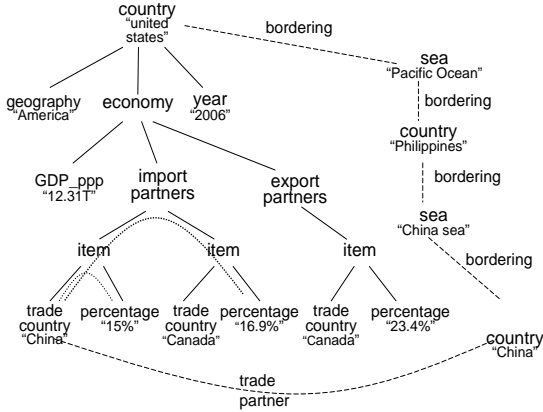 country
“united
states”
bordering
sea
“Pacific Ocean”
geography
“America”
economy
year
“2006”
bordering
country
“Philippines”
GDP_ppp
“12.31T”
import
partners
export
partners
bordering
sea
“China sea”
item
item
item
bordering
trade
country
“China”
percentage
“15%”
trade
country
“Canada”
percentage
“16.9%”
trade
country
“Canada”
percentage
“23.4%”
country
“China”
trade
partner